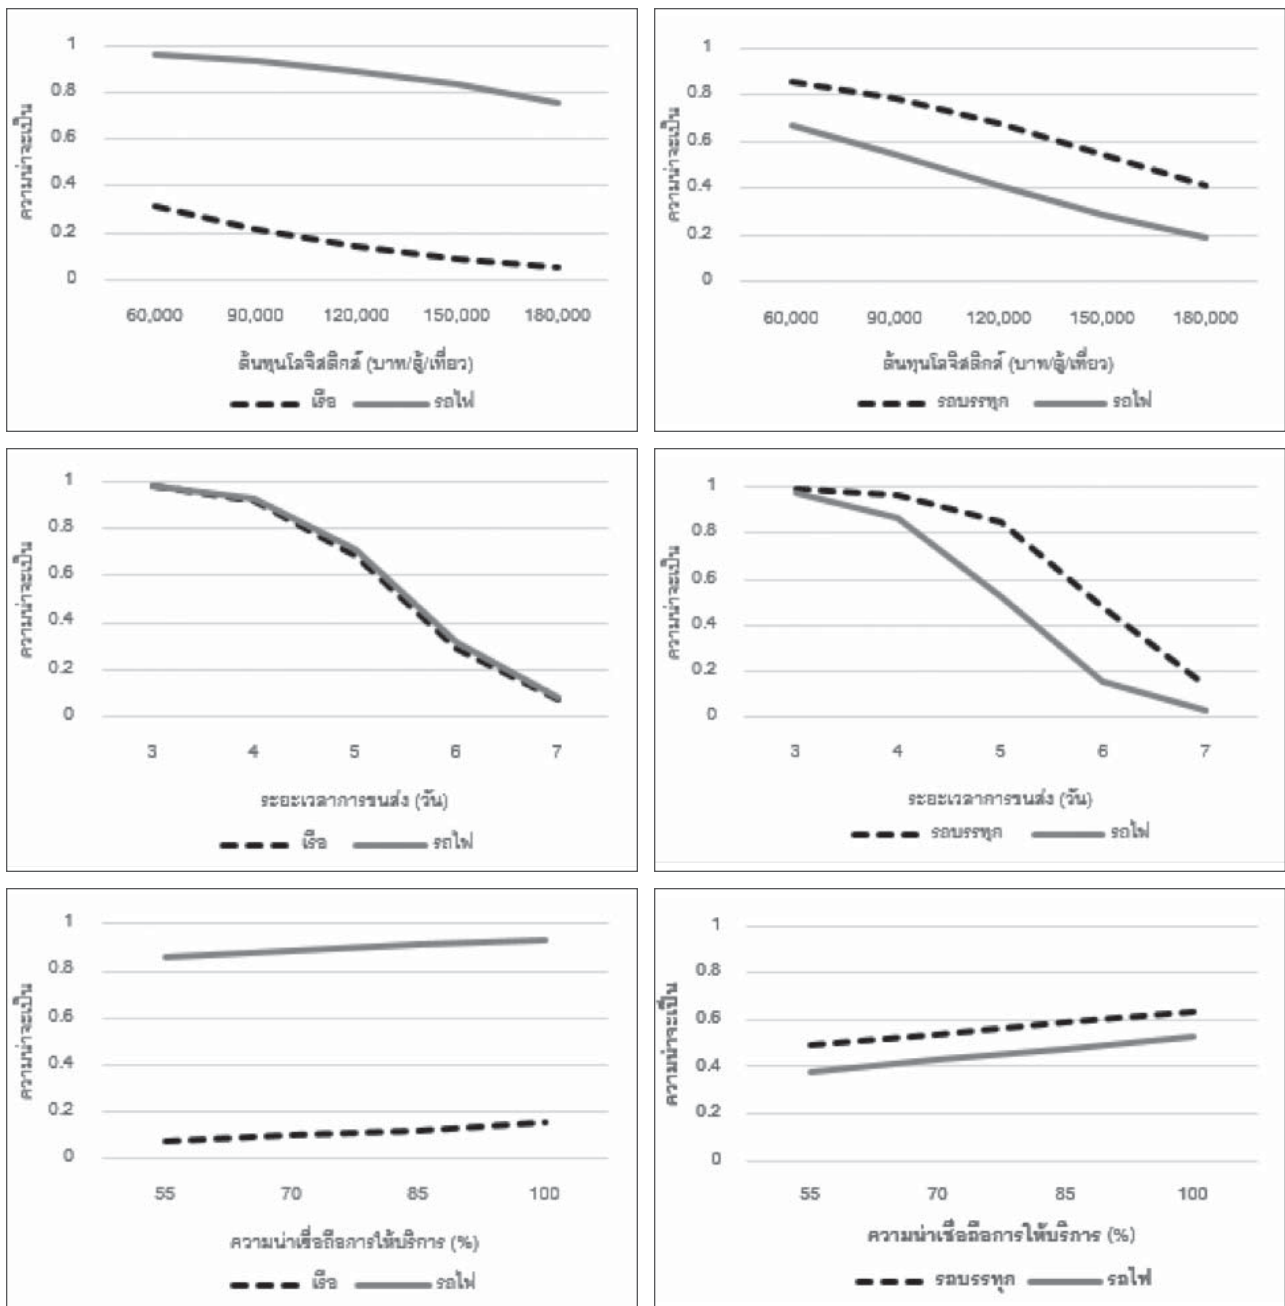 1
0.8
0.6
0.4
0.2
0
ความน่าจะเป็น
60,000 90,000 120,000 150,000 180,000
ต้นทุนโลจิสติกส์ (บาท/ตู้/เที่ยว)
เรือ รถไฟ
1
0.8
0.6
0.4
0.2
0
ความน่าจะเป็น
60,000 90,000 120,000 150,000 180,000
ต้นทุนโลจิสติกส์ (บาท/ตู้/เที่ยว)
รถบรรทุก รถไฟ
1
0.8
0.6
0.4
0.2
0
ความน่าจะเป็น
3 4 5 6 7
ระยะเวลาการขนส่ง (วัน)
เรือ รถไฟ
1
0.8
0.6
0.4
0.2
0
ความน่าจะเป็น
3 4 5 6 7
ระยะเวลาการขนส่ง (วัน)
รถบรรทุก รถไฟ
1
0.8
0.6
0.4
0.2
0
ความน่าจะเป็น
55 70 85 100
ความน่าเชื่อถือการให้บริการ (%)
เรือ รถไฟ
1
0.8
0.6
0.4
0.2
0
ความน่าจะเป็น
55 70 85 100
ความน่าเชื่อถือการให้บริการ (%)
รถบรรทุก รถไฟ